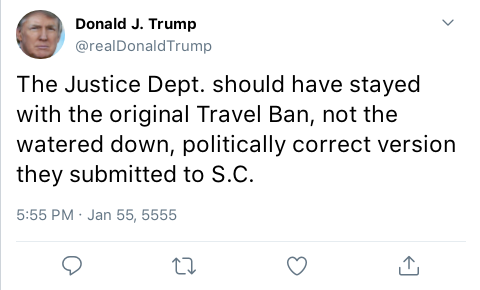 Donald J. Trump
@realDonaldTrump
The Justice Dept. should have stayed
with the original Travel Ban, not the
watered down, politically correct version
they submitted to S.C.
5:55 PM · Jan 55, 5555